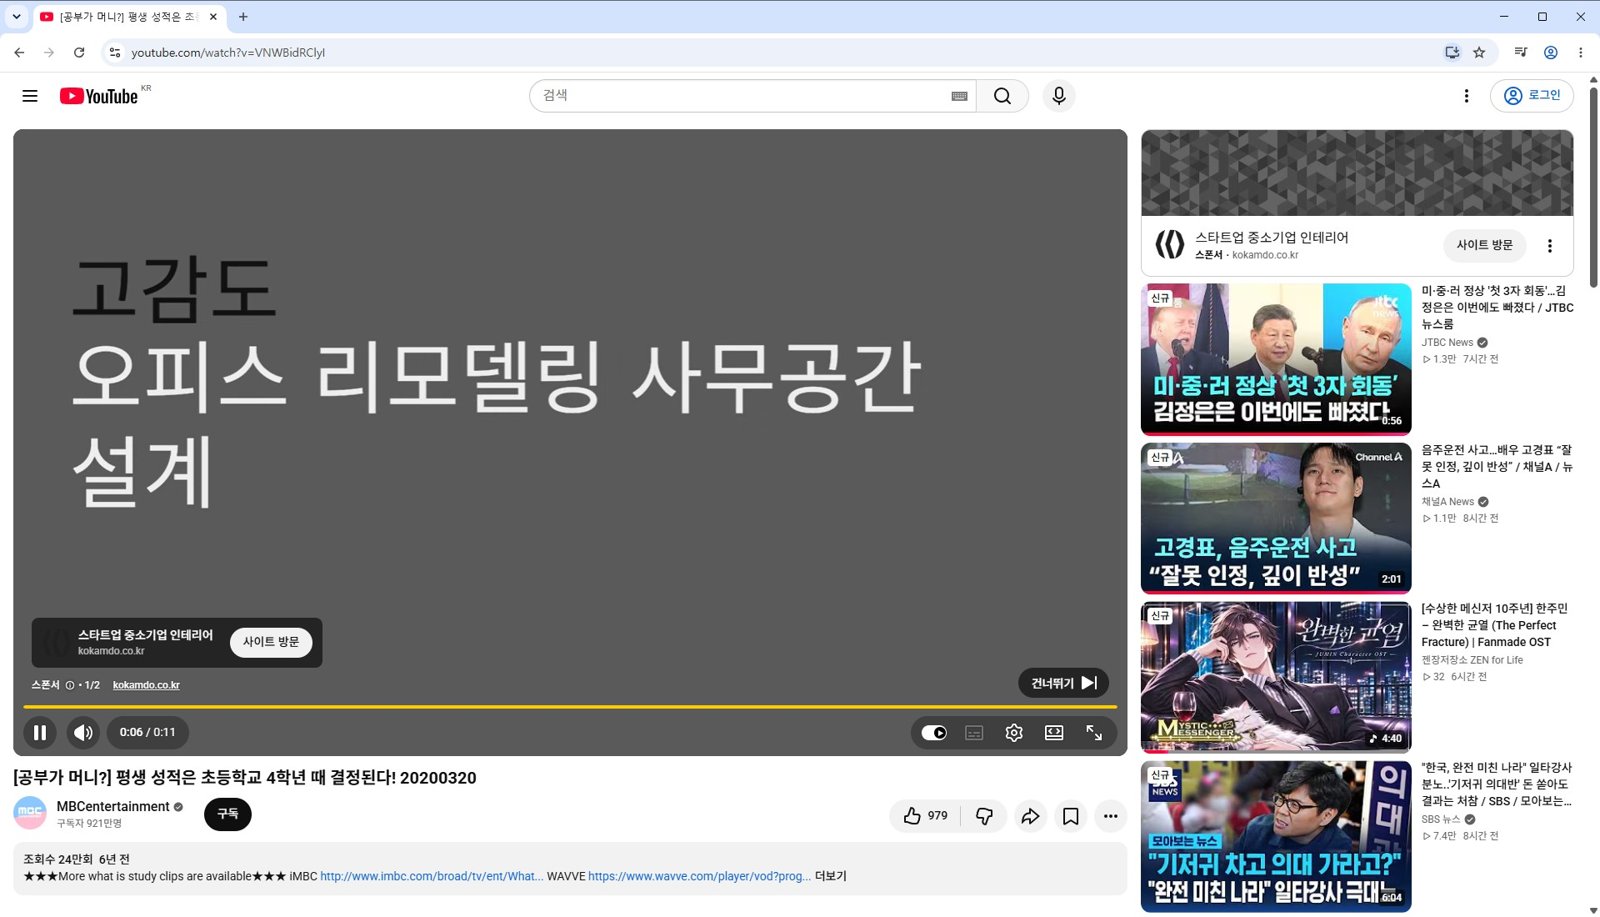 [공부가 머니?] 평생 성적은 초
youtube.com/watch?v=VNWBidRClyI
YouTube KR
검색
로그인
고감도
오피스 리모델링 사무공간
설계
스타트업 중소기업 인테리어
kokamdo.co.kr
사이트 방문
스폰서 · 1/2 kokamdo.co.kr
건너뛰기
0:06 / 0:11
[공부가 머니?] 평생 성적은 초등학교 4학년 때 결정된다! 20200320
MBC
MBCentertainment
구독자 921만명
구독
979
조회수 24만회 6년 전
★★★More what is study clips are available★★★ iMBC http://www.imbc.com/broad/tv/ent/What... WAVVE https://www.wavve.com/player/vod?prog... 더보기
스타트업 중소기업 인테리어
스폰서 · kokamdo.co.kr
사이트 방문
신규
jtbc
news
미·중·러 정상 '첫 3자 회동'
김정은은 이번에도 빠졌다
0:56
미·중·러 정상 '첫 3자 회동'...김
정은은 이번에도 빠졌다 / JTBC
뉴스룸
JTBC News
1.3만 7시간 전
신규
Channel A
고경표, 음주운전 사고
“잘못 인정, 깊이 반성”
2:01
음주운전 사고...배우 고경표 “잘
못 인정, 깊이 반성” / 채널A / 뉴
스A
채널A News
1.1만 8시간 전
신규
완벽한 균열
JUMIN Character OST
MYSTIC
MESSENGER
4:40
[수상한 메신저 10주년] 한주민
– 완벽한 균열 (The Perfect
Fracture) | Fanmade OST
젠장저장소 ZEN for Life
32 6시간 전
신규
SBS
NEWS
의대
모아보는 뉴스
"기저귀 차고 의대 가라고?"
"완전 미친 나라" 일타강사 극대노
6:04
"한국, 완전 미친 나라" 일타강사
분노..'기저귀 의대반' 돈 쏟아도
결과는 처참 / SBS / 모아보는...
SBS 뉴스
7.4만 8시간 전